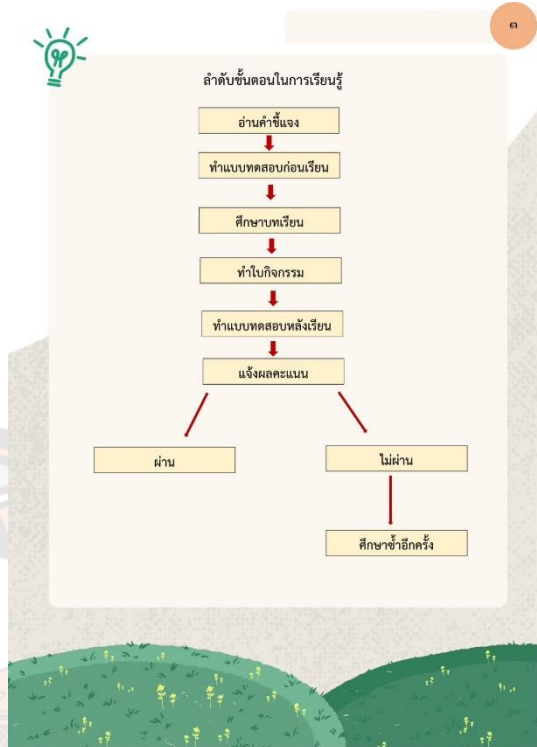 ๓
ลำดับขั้นตอนในการเรียนรู้
อ่านคำชี้แจง
ทำแบบทดสอบก่อนเรียน
ศึกษาบทเรียน
ทำใบกิจกรรม
ทำแบบทดสอบหลังเรียน
แจ้งผลคะแนน
ผ่าน
ไม่ผ่าน
ศึกษาซ้ำอีกครั้ง